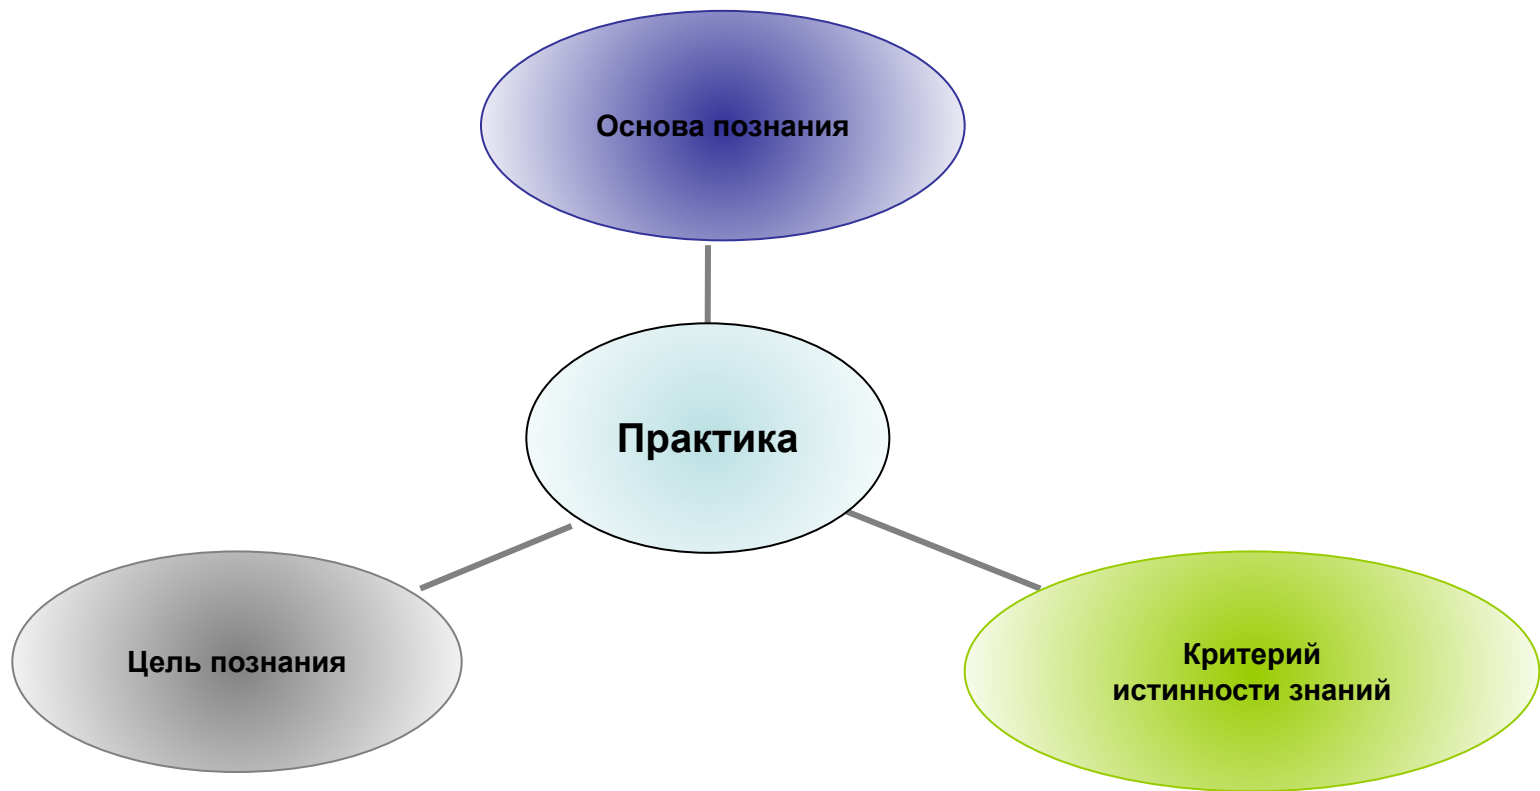 Основа познания
Практика
Цель познания
Критерий
истинности знаний